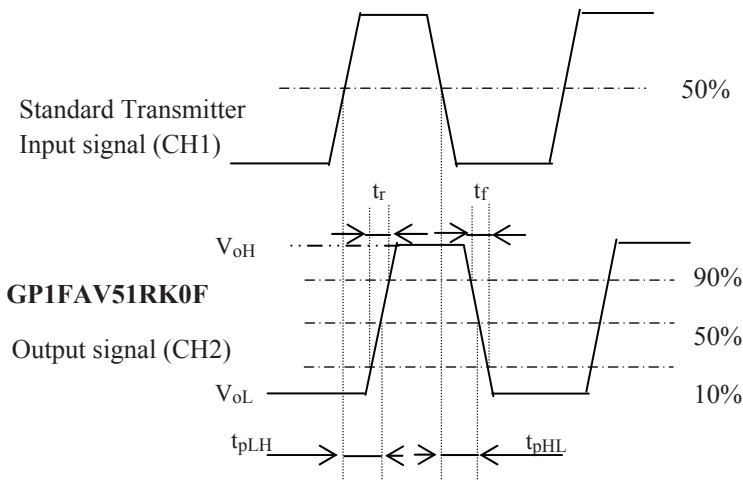 50%
Standard Transmitter
Input signal (CH1)
tr tf
VoH
90%
GP1FAV51RK0F
50%
Output signal (CH2)
VoL 10%
tpLH tpHL